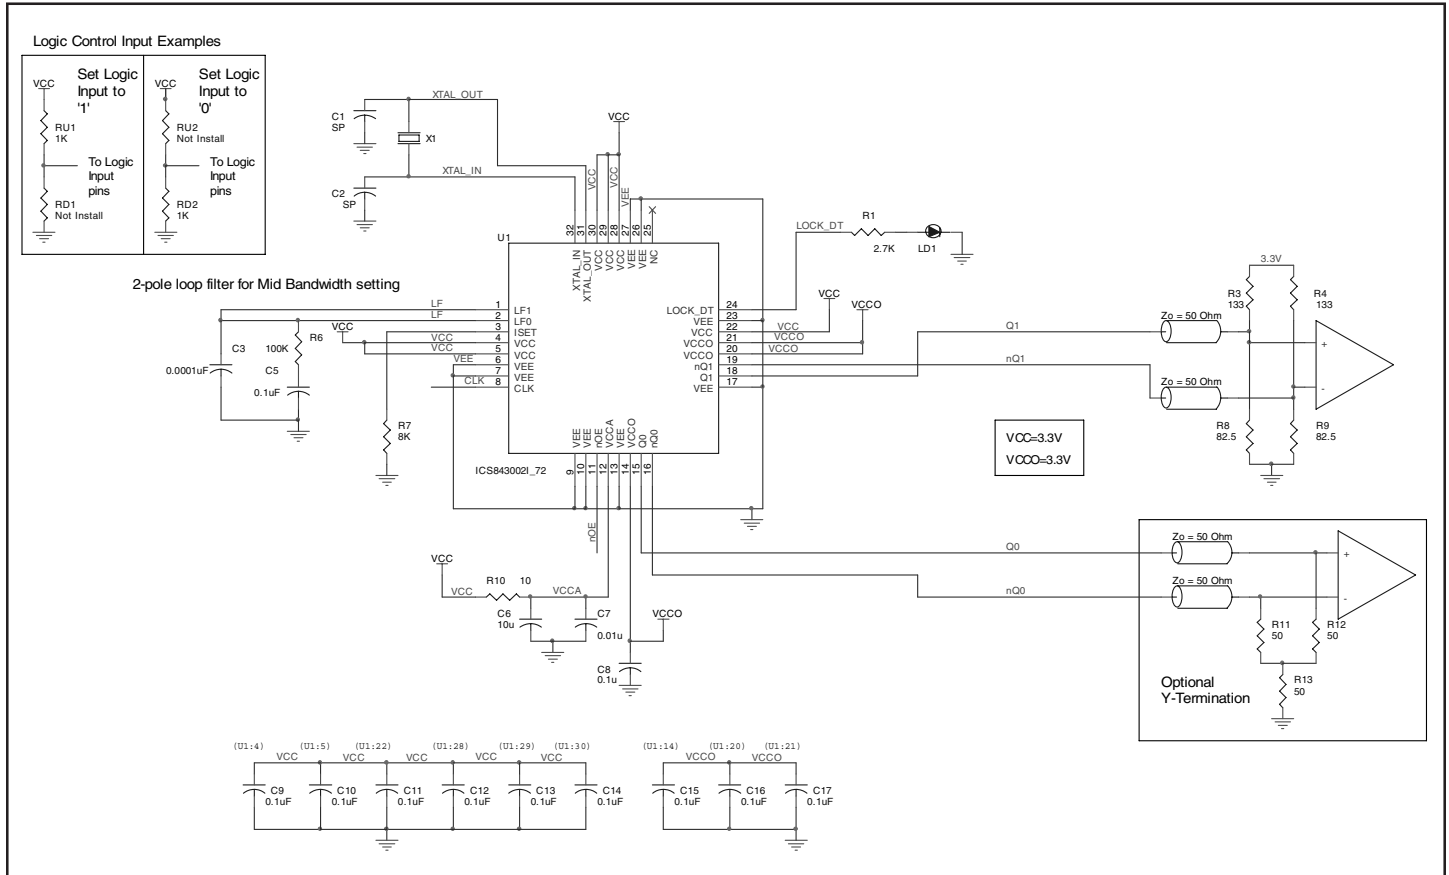 Logic Control Input Examples
VCC
Set Logic
Input to
'1'
RU1
1K
To Logic
Input
pins
RD1
Not Install
VCC
Set Logic
Input to
'0'
RU2
Not Install
To Logic
Input
pins
RD2
1K
C1
SP
XTAL_OUT
X1
XTAL_IN
C2
SP
VCC
VCC
VCC
VEE
U1
32
31
30
29
28
27
26
25
XTAL_IN
XTAL_OUT
VCC
VCC
VCC
VEE
VEE
NC
LOCK_DT
R1
2.7K
LD1
2-pole loop filter for Mid Bandwidth setting
LF
LF
VCC
VCC
VCC
VEE
CLK
1
2
3
4
5
6
7
8
LF1
LF0
ISET
VCC
VCC
VEE
VEE
CLK
R6
100K
C3
0.0001uF
C5
0.1uF
R7
8K
LOCK_DT
VEE
VCC
VCCO
VCCO
nQ1
Q1
VEE
24
23
22
21
20
19
18
17
VCC
VCCO
VCC
VCCO
VCCO
Q1
nQ1
Zo = 50 Ohm
Zo = 50 Ohm
3.3V
R3
133
R4
133
+
-
R8
82.5
R9
82.5
VCC=3.3V
VCCO=3.3V
VEE
VEE
nOE
VCCA
VEE
VCCO
Q0
nQ0
9
10
11
12
13
14
15
16
ICS843002I_72
nOE
VCC
VCC
R10
10
VCCA
C6
10u
C7
0.01u
VCCO
C8
0.1u
Q0
nQ0
Zo = 50 Ohm
Zo = 50 Ohm
+
-
R11
50
R12
50
R13
50
Optional
Y-Termination
(U1:4)
(U1:5)
(U1:22)
(U1:28)
(U1:29)
(U1:30)
VCC
VCC
VCC
VCC
VCC
C9
0.1uF
C10
0.1uF
C11
0.1uF
C12
0.1uF
C13
0.1uF
C14
0.1uF
(U1:14)
(U1:20)
(U1:21)
VCCO
VCCO
C15
0.1uF
C16
0.1uF
C17
0.1uF